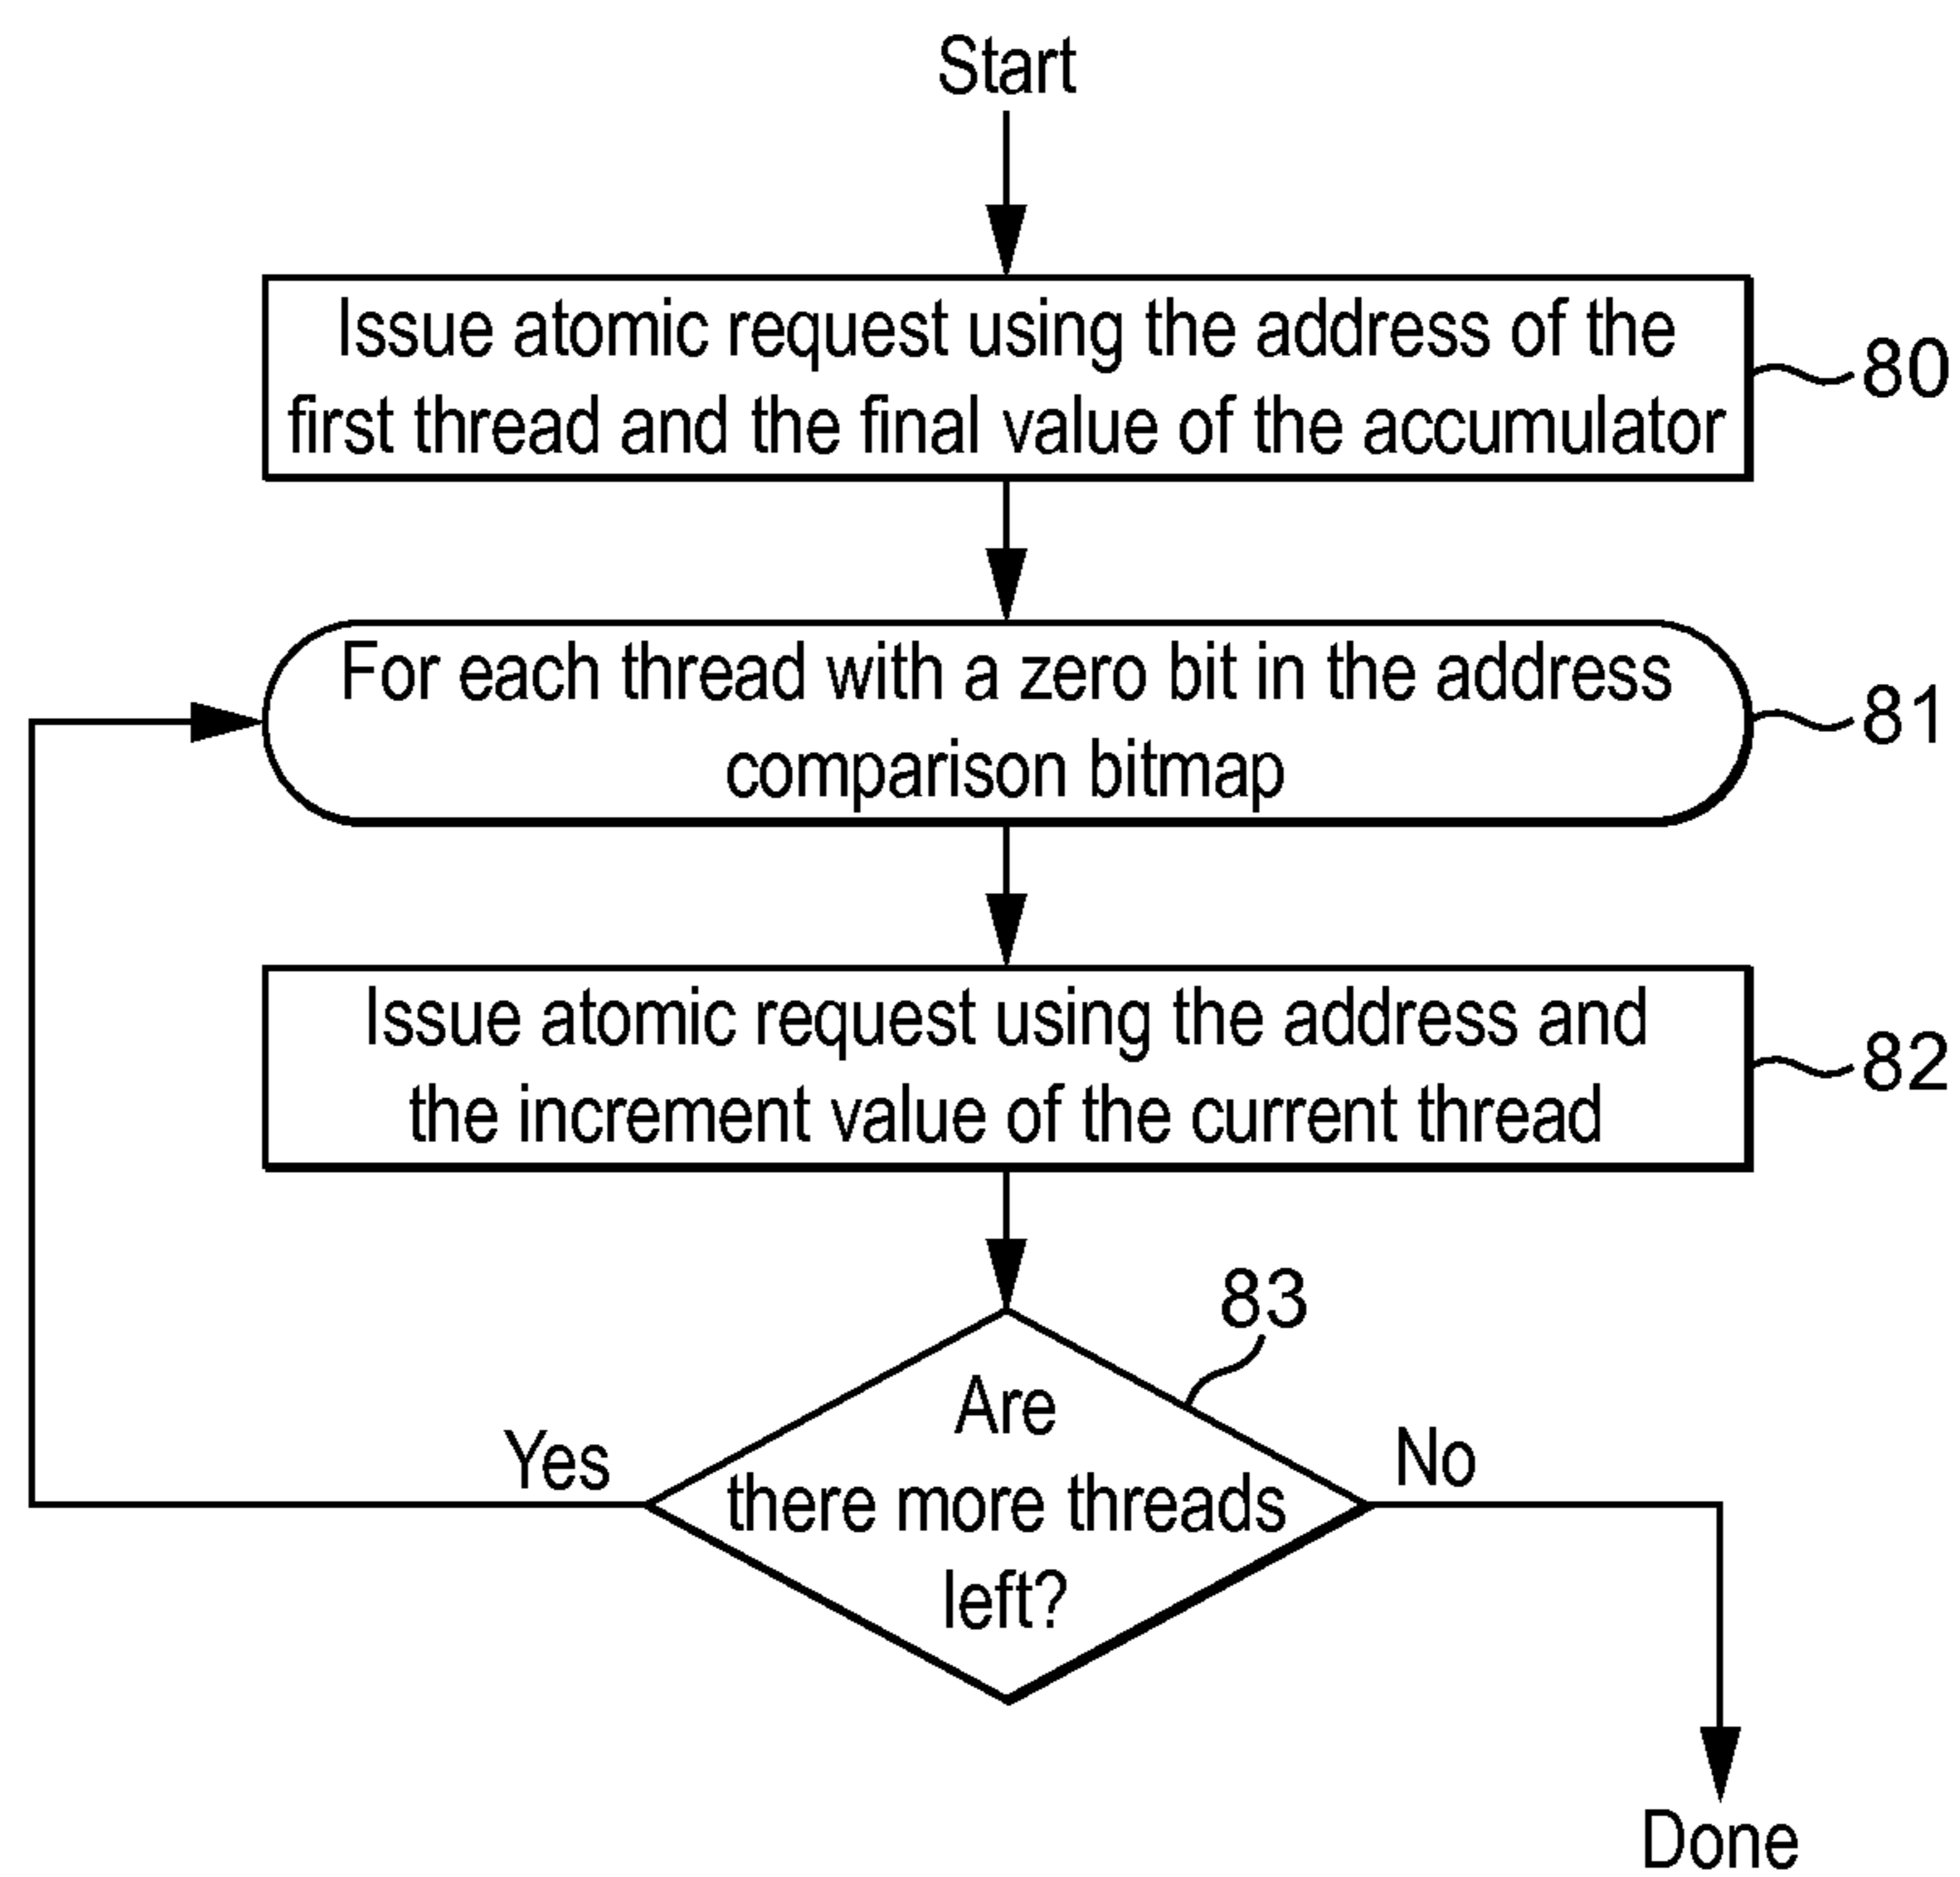 Start
Issue atomic request using the address of the
first thread and the final value of the accumulator
80
For each thread with a zero bit in the address
comparison bitmap
81
Issue atomic request using the address and
the increment value of the current thread
82
83
Are
there more threads
left?
Yes
No
Done